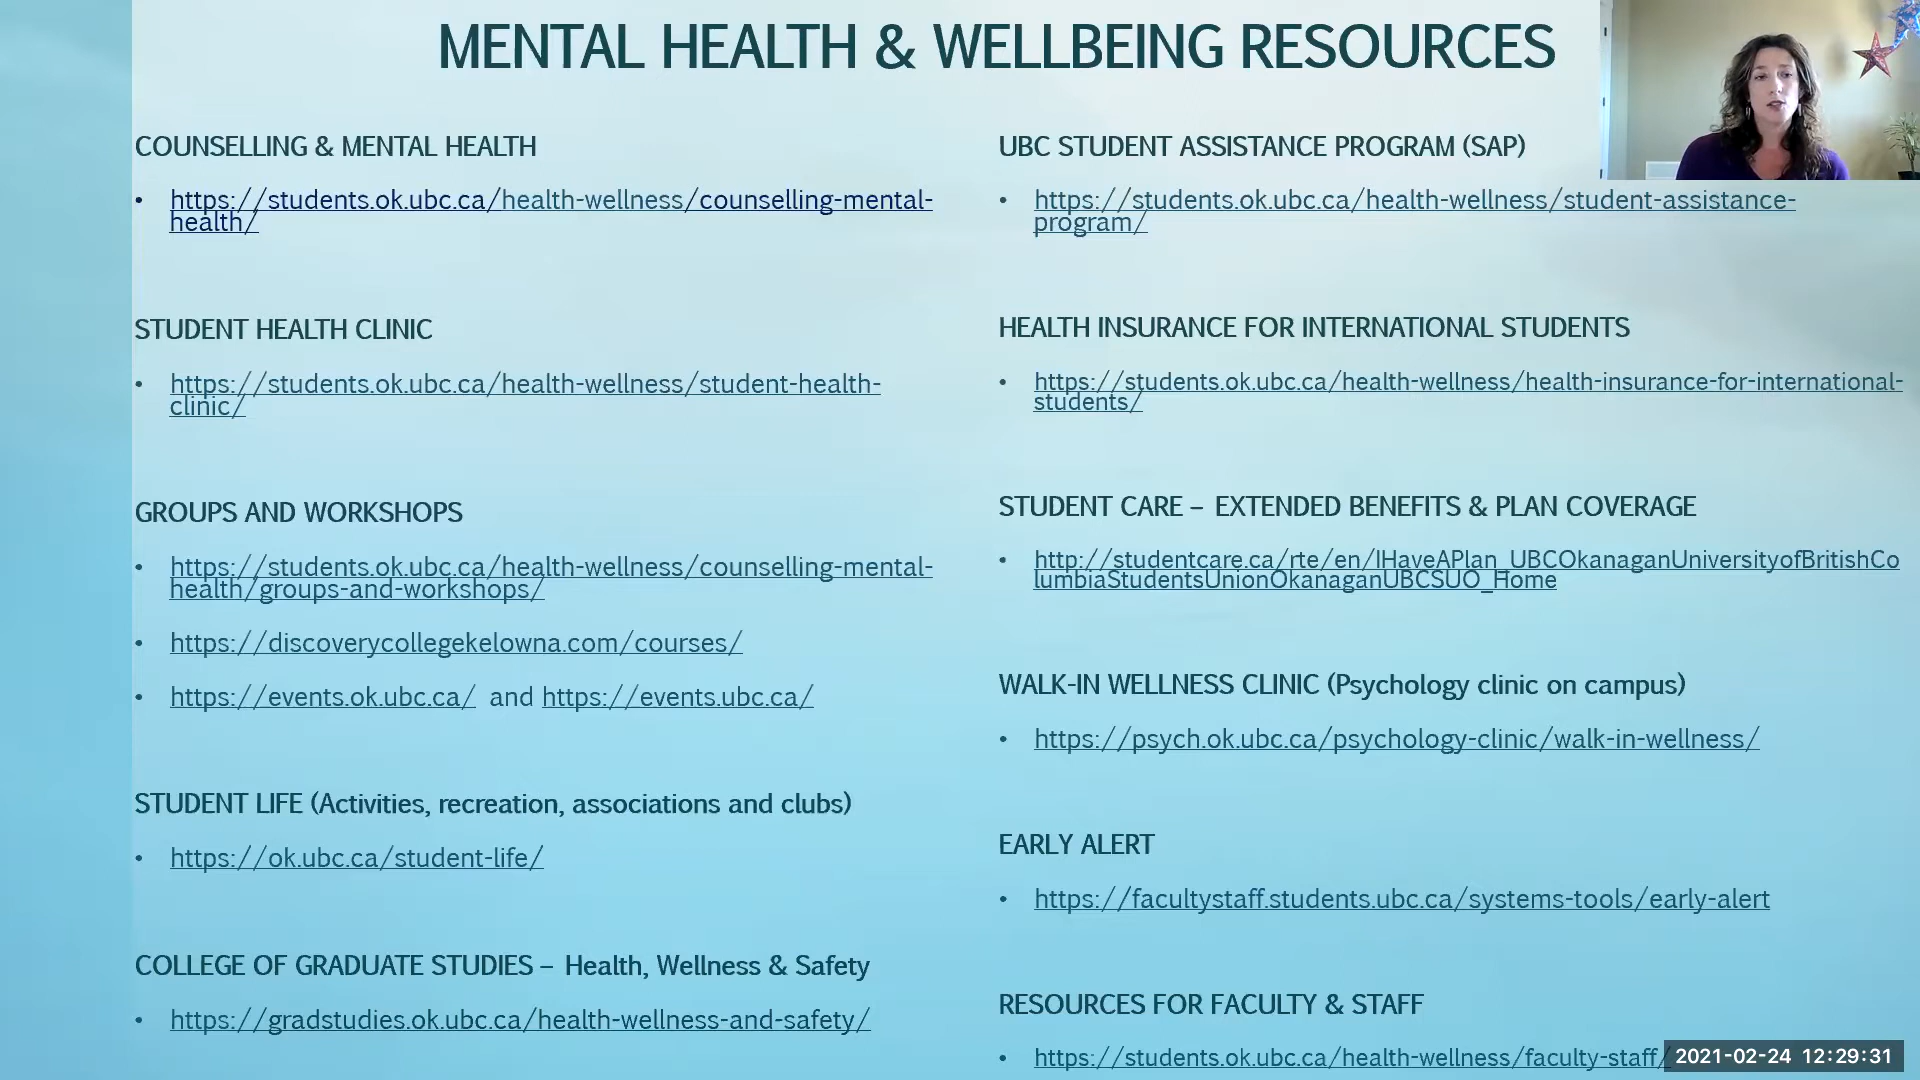 MENTAL HEALTH & WELLBEING RESOURCES
COUNSELLING & MENTAL HEALTH
• https://students.ok.ubc.ca/health-wellness/counselling-mental-
health/
STUDENT HEALTH CLINIC
• https://students.ok.ubc.ca/health-wellness/student-health-
clinic/
GROUPS AND WORKSHOPS
• https://students.ok.ubc.ca/health-wellness/counselling-mental-
health/groups-and-workshops/
• https://discoverycollegekelowna.com/courses/
• https://events.ok.ubc.ca/ and https://events.ubc.ca/
STUDENT LIFE (Activities, recreation, associations and clubs)
• https://ok.ubc.ca/student-life/
COLLEGE OF GRADUATE STUDIES – Health, Wellness & Safety
• https://gradstudies.ok.ubc.ca/health-wellness-and-safety/
UBC STUDENT ASSISTANCE PROGRAM (SAP)
• https://students.ok.ubc.ca/health-wellness/student-assistance-
program/
HEALTH INSURANCE FOR INTERNATIONAL STUDENTS
• https://students.ok.ubc.ca/health-wellness/health-insurance-for-international-
students/
STUDENT CARE – EXTENDED BENEFITS & PLAN COVERAGE
• http://studentcare.ca/rte/en/IHaveAPlan_UBCOkanaganUniversityofBritishCo
lumbiaStudentsUnionOkanaganUBCSUO_Home
WALK-IN WELLNESS CLINIC (Psychology clinic on campus)
• https://psych.ok.ubc.ca/psychology-clinic/walk-in-wellness/
EARLY ALERT
• https://facultystaff.students.ubc.ca/systems-tools/early-alert
RESOURCES FOR FACULTY & STAFF
• https://students.ok.ubc.ca/health-wellness/faculty-staff/
2021-02-24 12:29:31